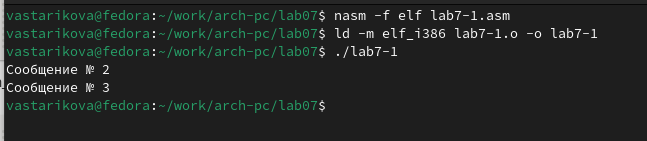 vastarikova@fedora:~/work/arch-pc/lab07$ nasm -f elf lab7-1.asm
vastarikova@fedora:~/work/arch-pc/lab07$ ld -m elf_i386 lab7-1.o -o lab7-1
vastarikova@fedora:~/work/arch-pc/lab07$ ./lab7-1
Сообщение № 2
Сообщение № 3
vastarikova@fedora:~/work/arch-pc/lab07$